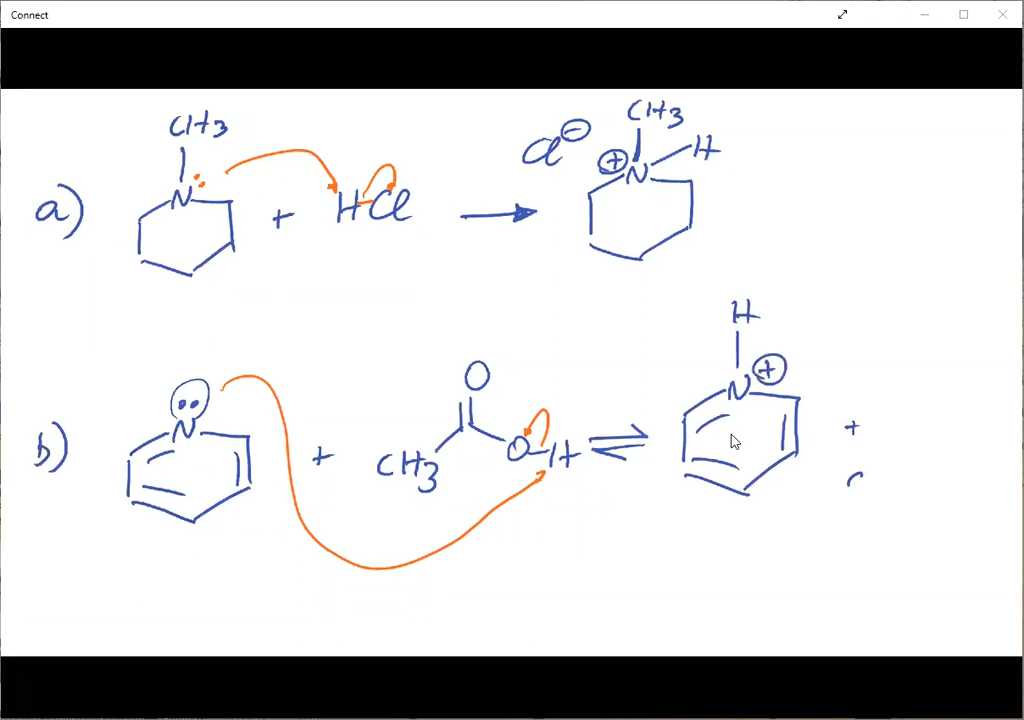 Connect
CH3
N
a)
+
HCl
Cl⊖
CH3
⊕
N
H
b)
N
+
CH3
O
O-H
H
N
⊕
+